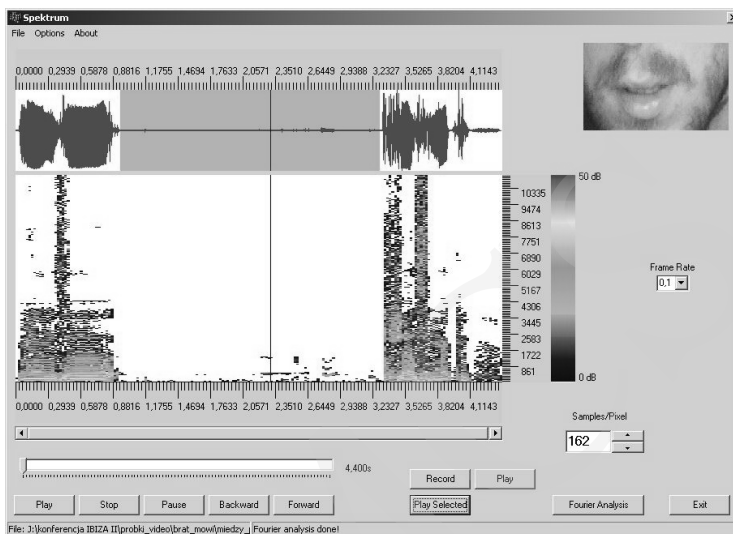 Spektrum
File Options About
0,0000 0,2939 0,5878 0,8816 1,1755 1,4694 1,7633 2,0571 2,3510 2,6449 2,9388 3,2327 3,5265 3,8204 4,1143
50 dB
10335
9474
8613
7751
6890
6029
5167
4306
3445
2583
1722
861
0 dB
Frame Rate
0,1
0,0000 0,2939 0,5878 0,8816 1,1755 1,4694 1,7633 2,0571 2,3510 2,6449 2,9388 3,2327 3,5265 3,8204 4,1143
Samples/Pixel
162
4,400s
Record Play
Play Stop Pause Backward Forward Play Selected Fourier Analysis Exit
File: J:\konferencja IBIZA II\probki_video\brat_mowi\miedzy_j Fourier analysis done!